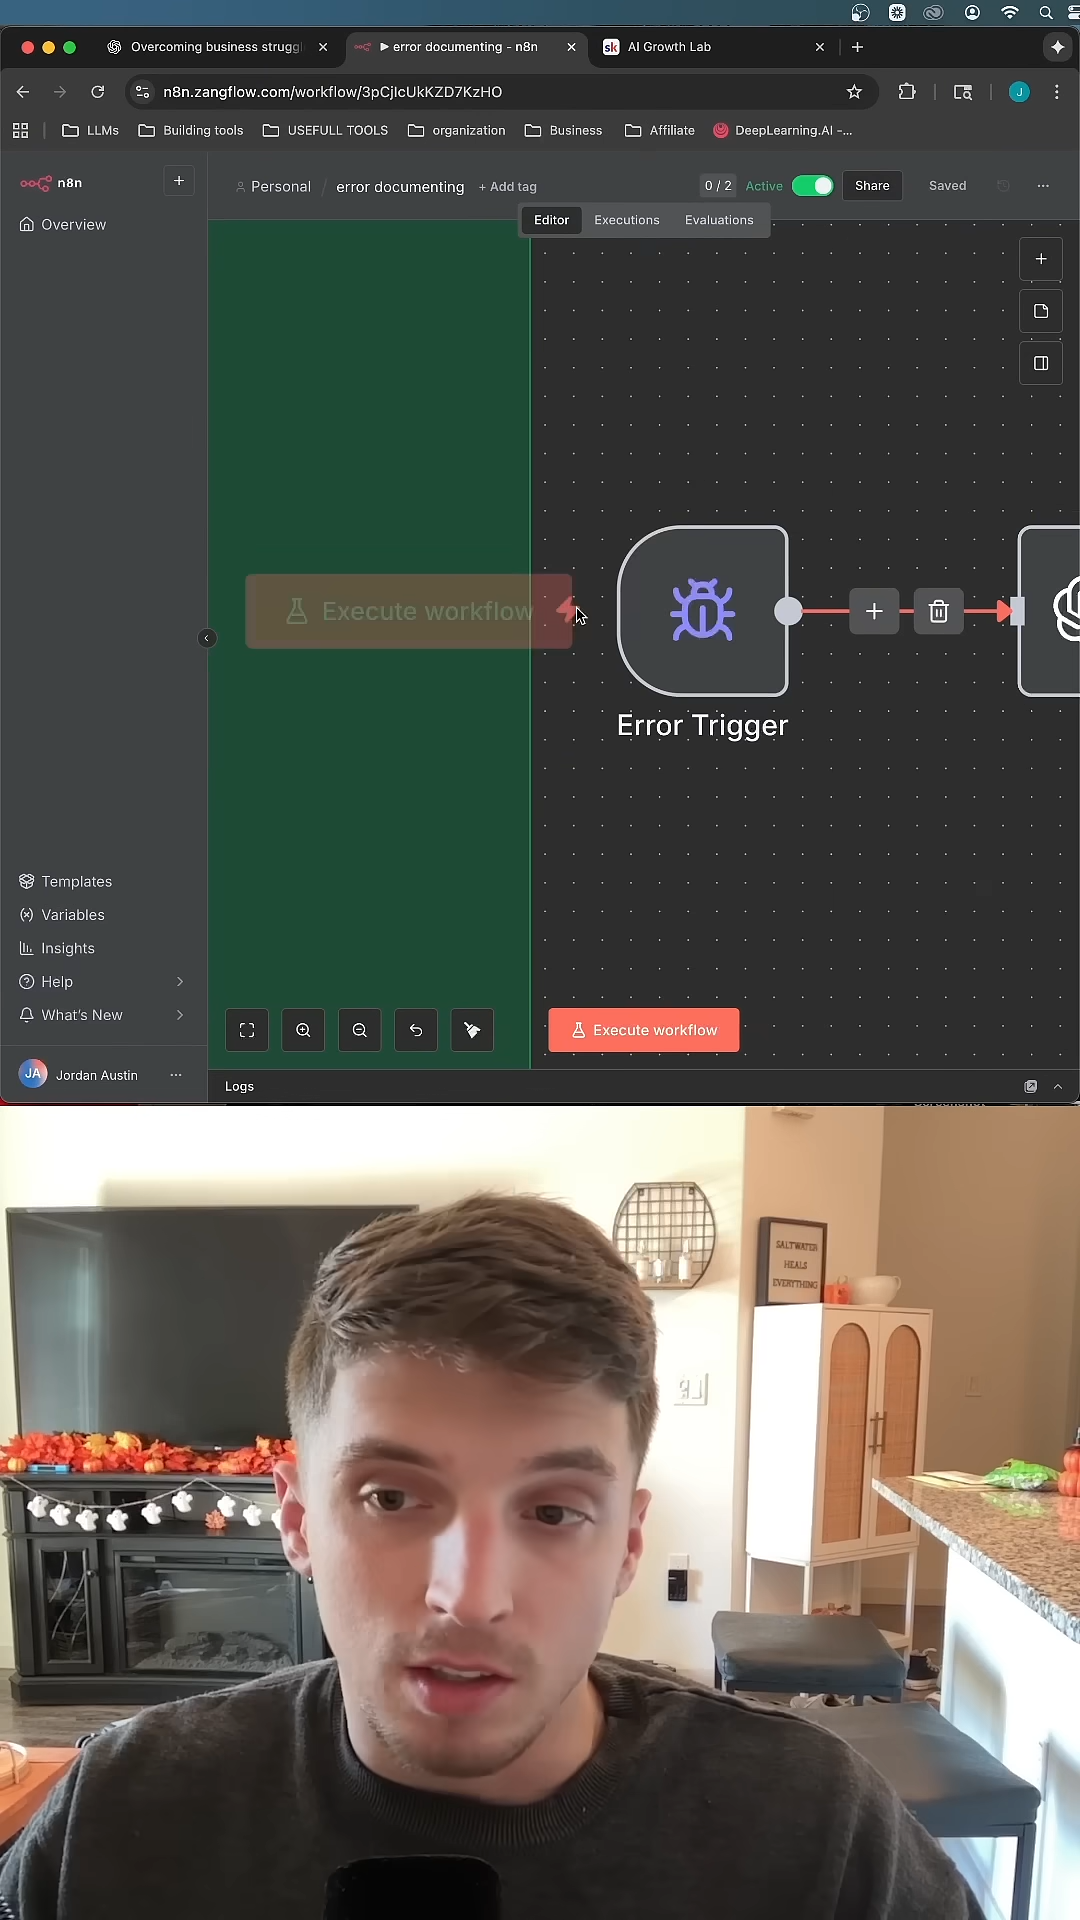 Overcoming business strugg
error documenting - n8n
AI Growth Lab
n8n.zangflow.com/workflow/3pCjlcUkKZD7KzHO
J
LLMs
Building tools
USEFULL TOOLS
organization
Business
Affiliate
DeepLearning.AI -...
n8n
Personal / error documenting + Add tag
0 / 2
Active
Share
Saved
Overview
Editor
Executions
Evaluations
Execute workflow
Error Trigger
Templates
Variables
Insights
Help
What's New
Execute workflow
JA
Jordan Austin
Logs
SALTWATER
HEALS
EVERYTHING